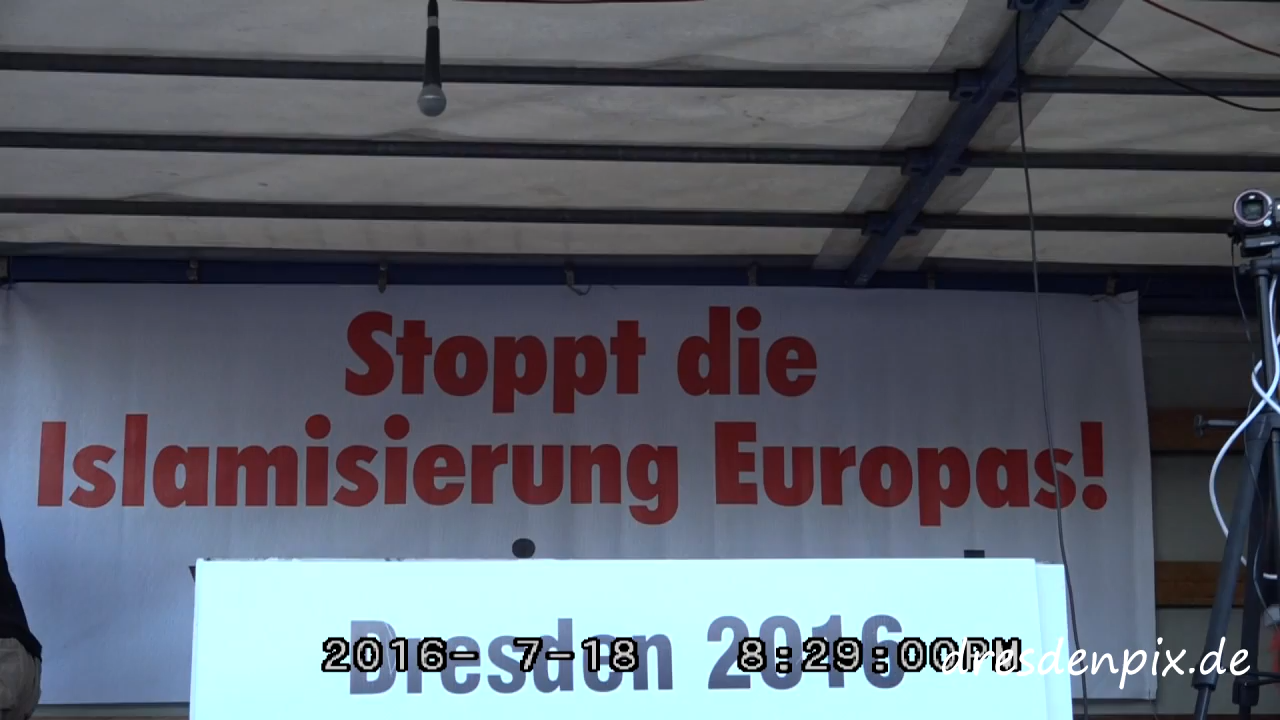 Stoppt die
Islamisierung Europas!
Dresden 2016
2016- 7-18 8:29:00PM
dresdenpix.de